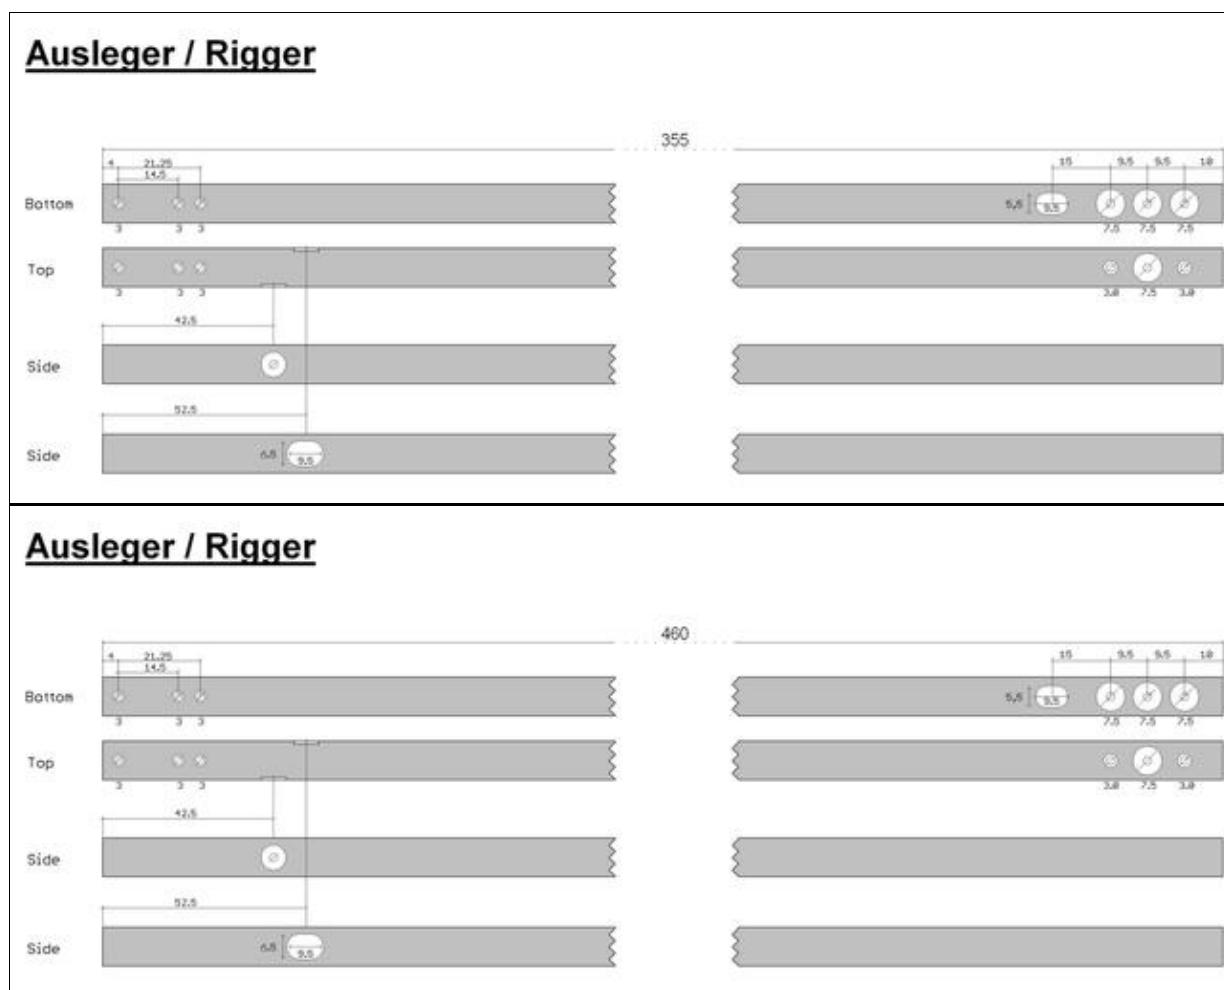 Ausleger / Rigger
355
4 21.25 15 9.5 9.5 10
14.5
Bottom 5,5 9.5
3 3 3 7.5 7.5 7.5
Top
3 3 3 3.0 7.5 3.0
42.5
Side
52.5
Side 6.5 9.5
Ausleger / Rigger
460
4 21.25 15 9.5 9.5 10
14.5
Bottom 5,5 9.5
3 3 3 7.5 7.5 7.5
Top
3 3 3 3.0 7.5 3.0
42.5
Side
52.5
Side 6.5 9.5